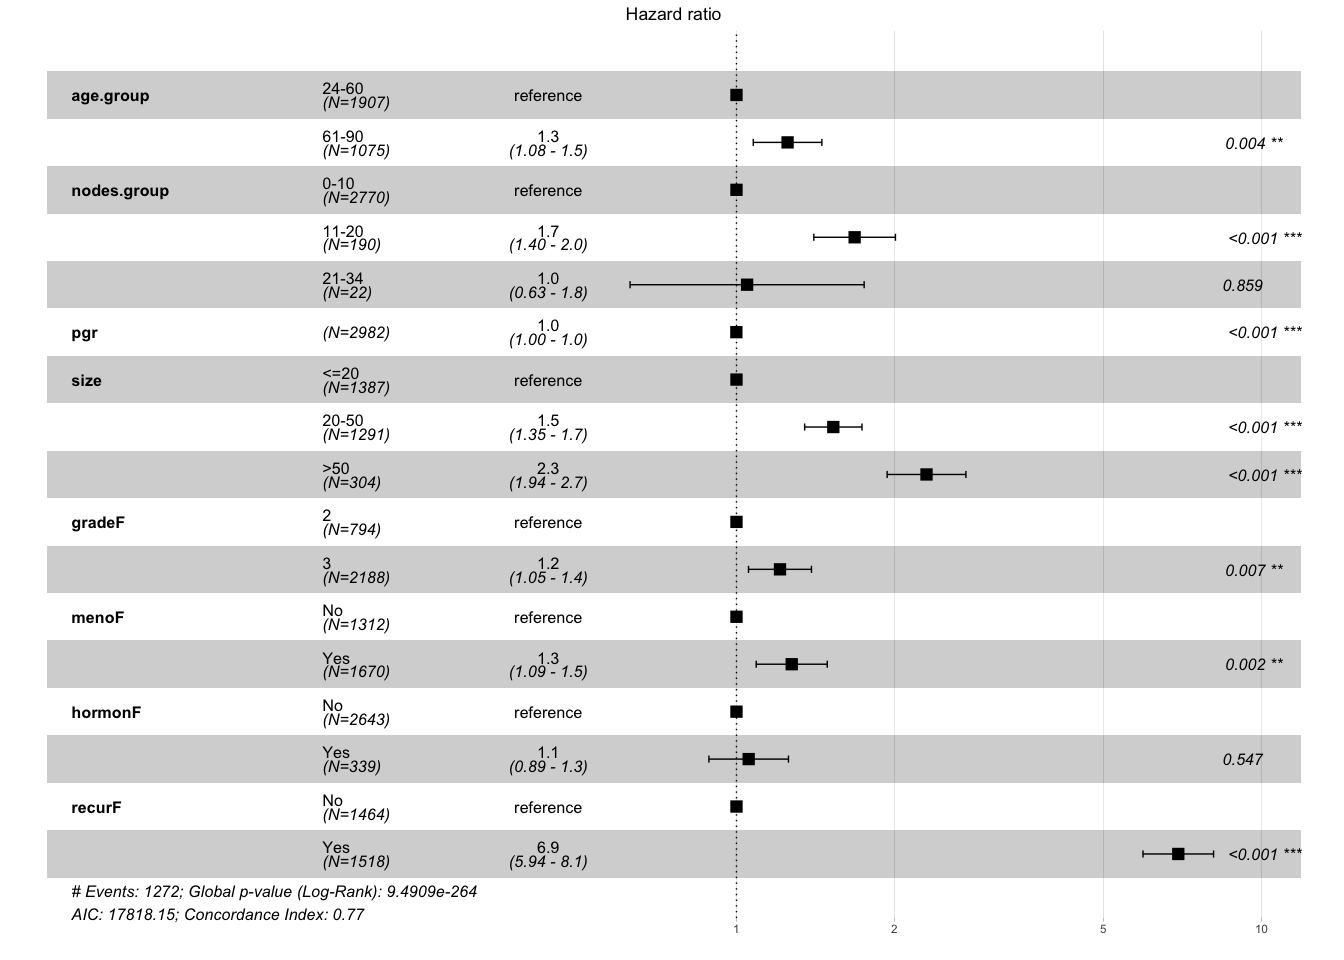 Hazard ratio
age.group 24-60 reference
(N=1907)
61-90 1.3 0.004 **
(N=1075) (1.08 - 1.5)
nodes.group 0-10 reference
(N=2770)
11-20 1.7 <0.001 ***
(N=190) (1.40 - 2.0)
21-34 1.0 0.859
(N=22) (0.63 - 1.8)
pgr (N=2982) 1.0 <0.001 ***
(1.00 - 1.0)
size <=20 reference
(N=1387)
20-50 1.5 <0.001 ***
(N=1291) (1.35 - 1.7)
>50 2.3 <0.001 ***
(N=304) (1.94 - 2.7)
gradeF 2 reference
(N=794)
3 1.2 0.007 **
(N=2188) (1.05 - 1.4)
menoF No reference
(N=1312)
Yes 1.3 0.002 **
(N=1670) (1.09 - 1.5)
hormonF No reference
(N=2643)
Yes 1.1 0.547
(N=339) (0.89 - 1.3)
recurF No reference
(N=1464)
Yes 6.9 <0.001 ***
(N=1518) (5.94 - 8.1)
# Events: 1272; Global p-value (Log-Rank): 9.4909e-264
AIC: 17818.15; Concordance Index: 0.77
1 2 5 10